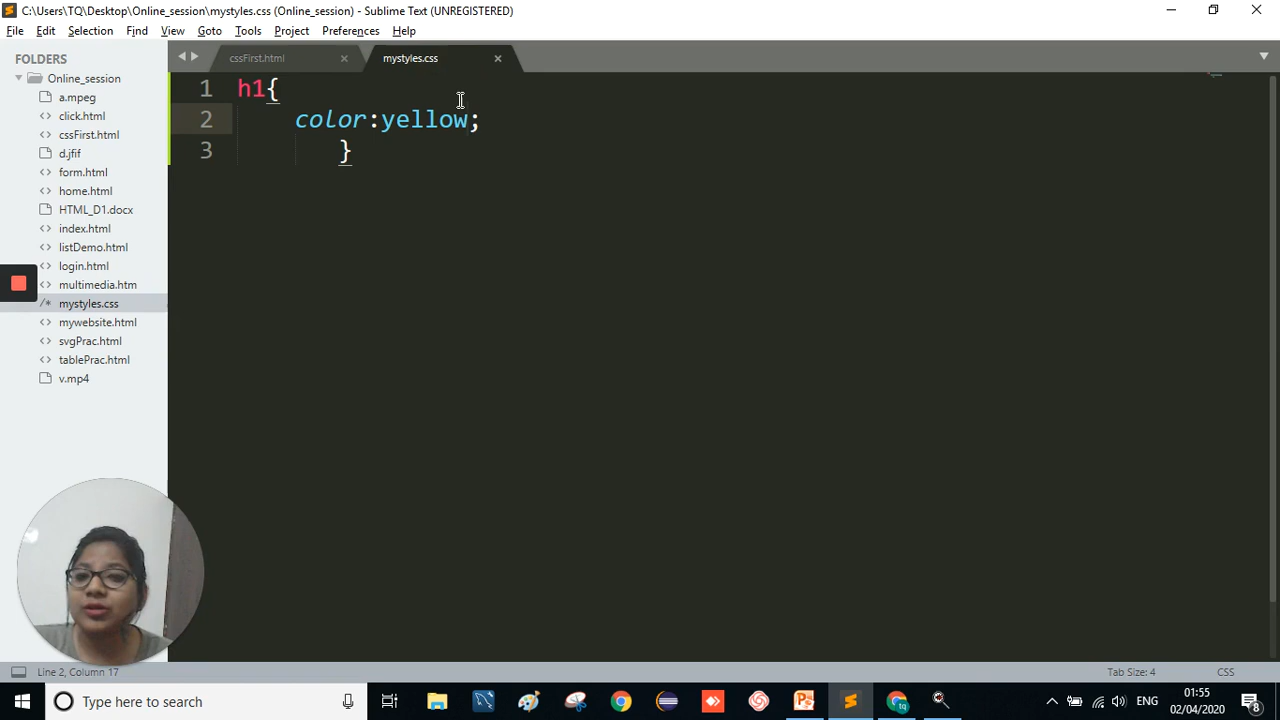 C:\Users\TQ\Desktop\Online_session\mystyles.css (Online_session) - Sublime Text (UNREGISTERED)
File Edit Selection Find View Goto Tools Project Preferences Help
FOLDERS
Online_session
a.mpeg
click.html
cssFirst.html
d.jfif
form.html
home.html
HTML_D1.docx
index.html
listDemo.html
login.html
multimedia.htm
/* mystyles.css
mywebsite.html
svgPrac.html
tablePrac.html
v.mp4
cssFirst.html mystyles.css
1 h1{
2 color:yellow;
3 }
Line 2, Column 17
Tab Size: 4 CSS
Type here to search
ENG
01:55
02/04/2020
8